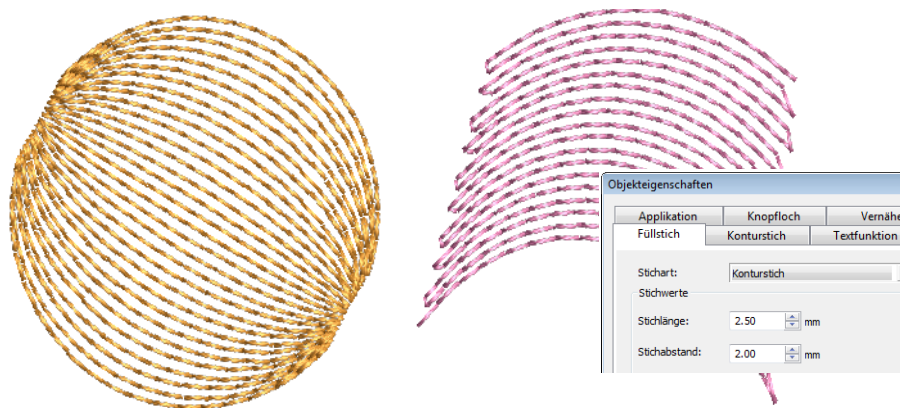 Objekteigenschaften
Applikation Knopfloch Vernähe
Füllstich Konturstich Textfunktion
Stichart: Konturstich
Stichwerte
Stichlänge: 2.50 mm
Stichabstand: 2.00 mm